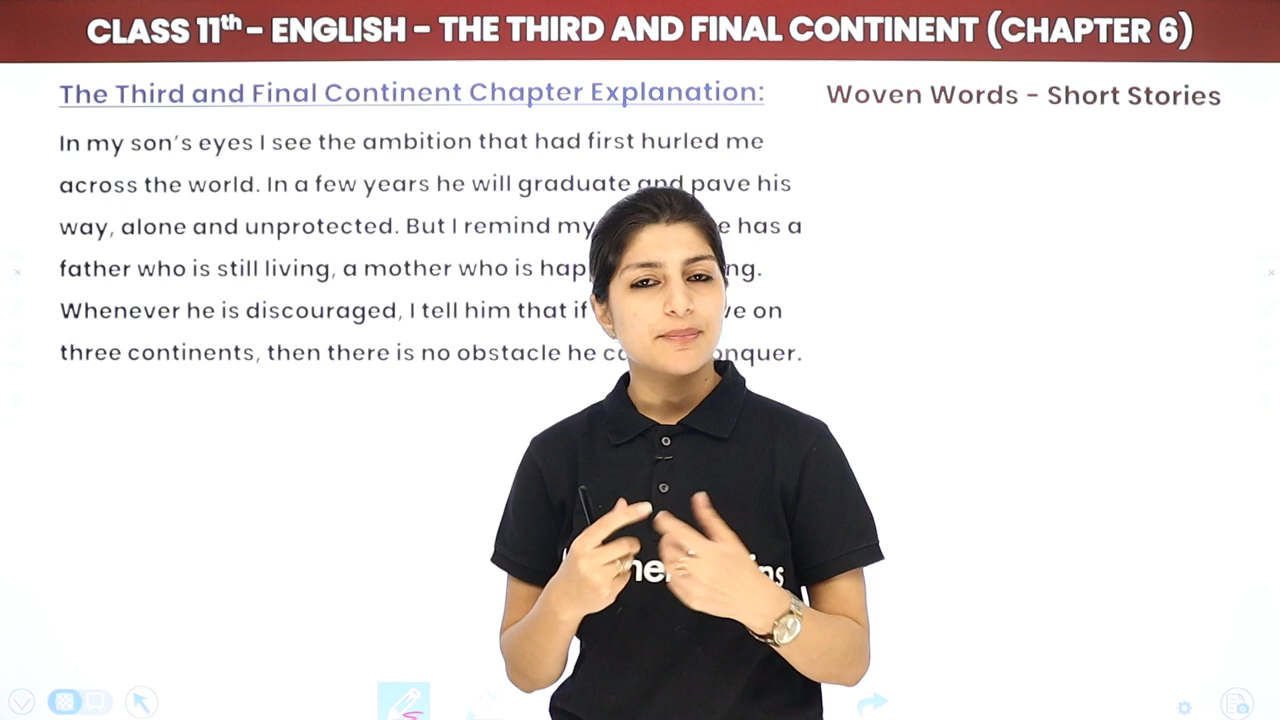 CLASS 11th – ENGLISH – THE THIRD AND FINAL CONTINENT (CHAPTER 6)
The Third and Final Continent Chapter Explanation:
Woven Words – Short Stories
In my son's eyes I see the ambition that had first hurled me
across the world. In a few years he will graduate and pave his
way, alone and unprotected. But I remind my has a
father who is still living, a mother who is
Whenever he is discouraged, I tell him that if on
three continents, then there is no obstacle he